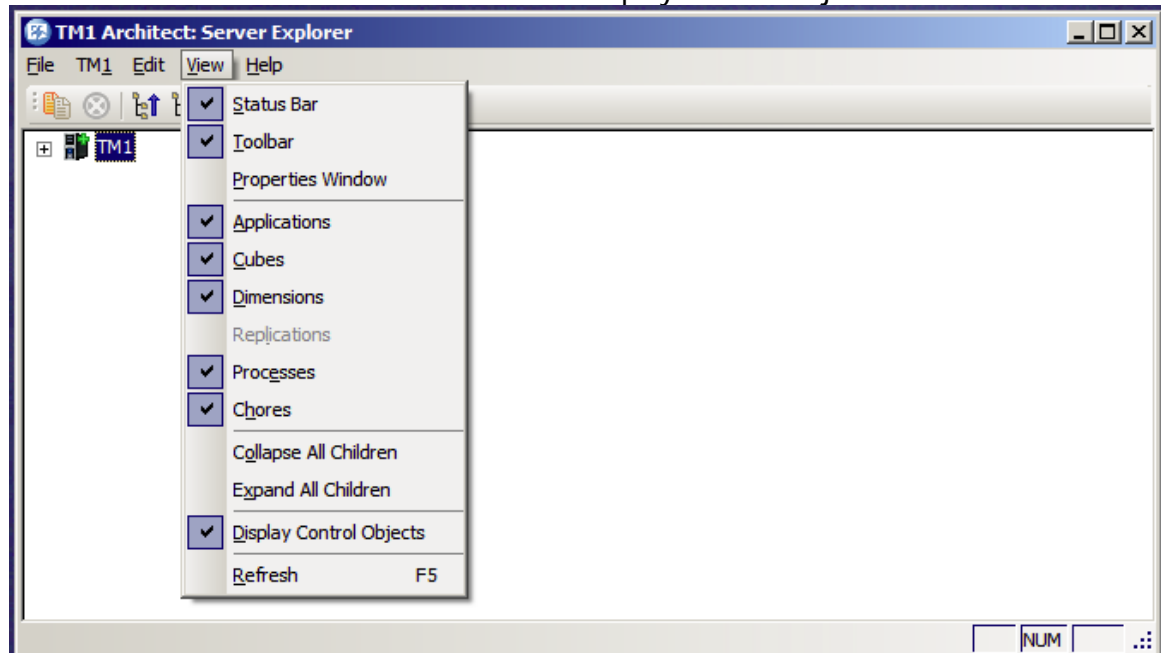 TM1 Architect: Server Explorer
File TM1 Edit View Help
TM1
Status Bar
Toolbar
Properties Window
Applications
Cubes
Dimensions
Replications
Processes
Chores
Collapse All Children
Expand All Children
Display Control Objects
Refresh F5
NUM